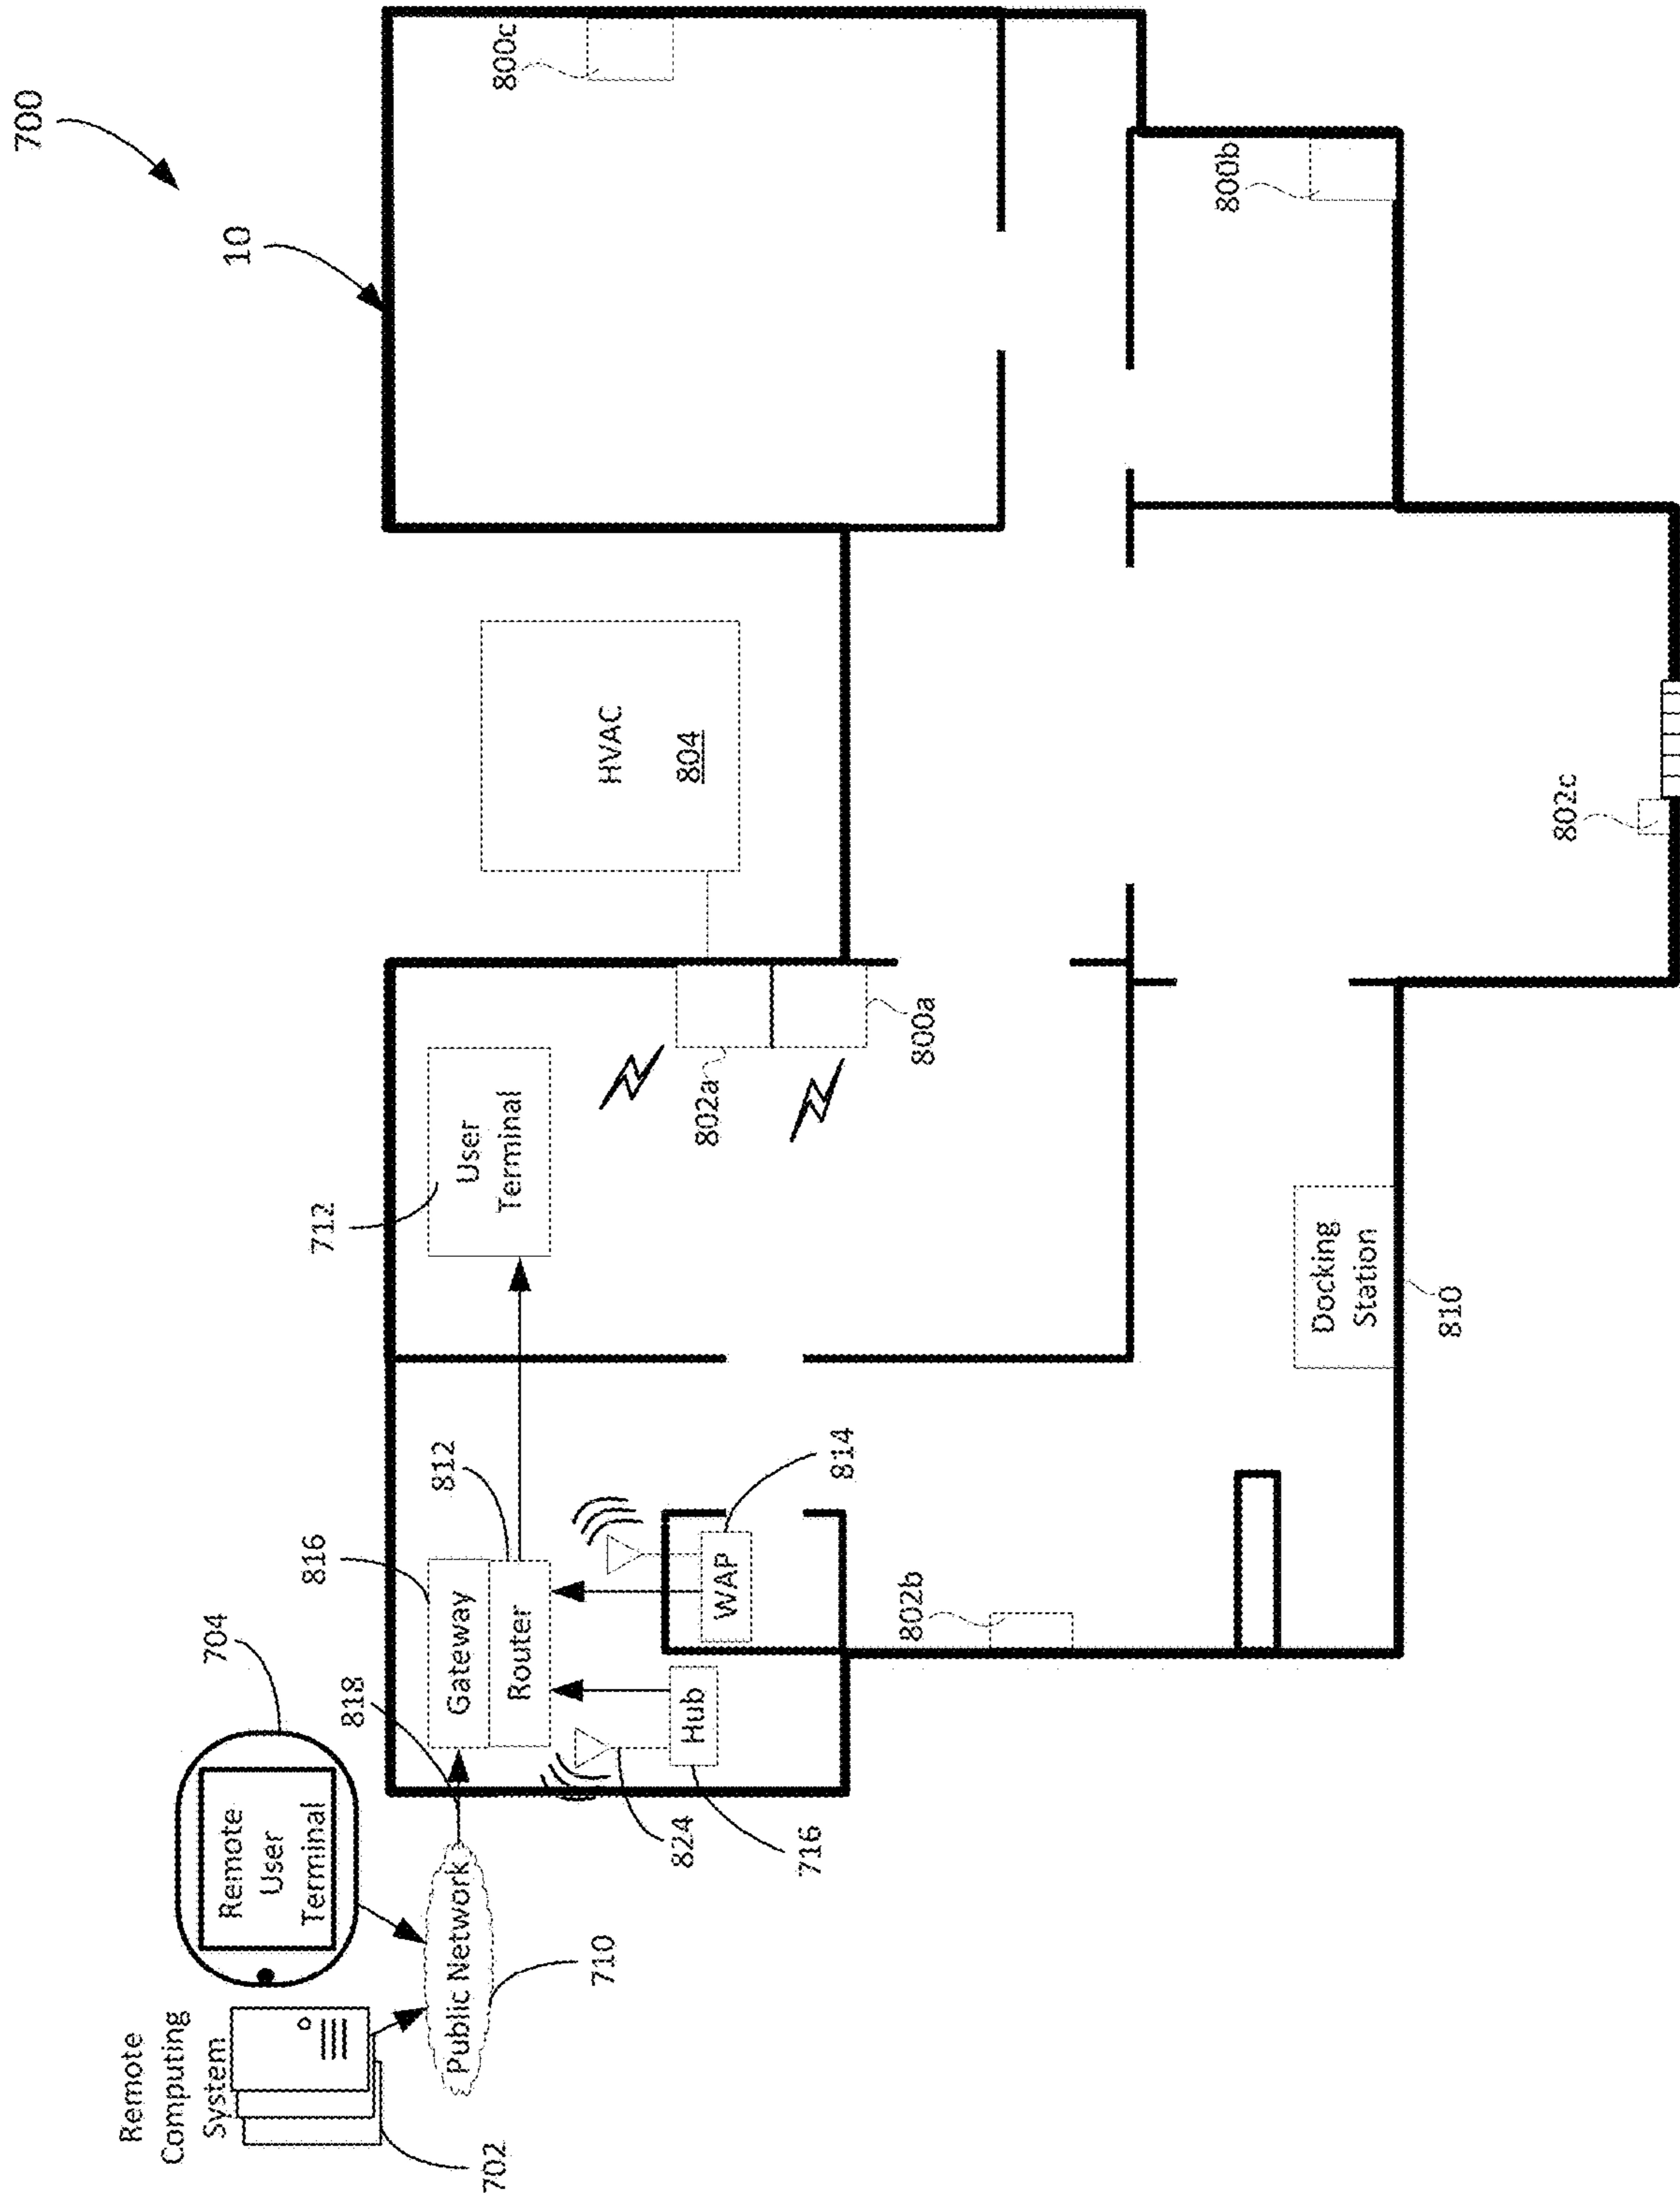 700
10
Remote
Computing
System
702
Remote
User
Terminal
704
Public Network
710
818
816
Gateway
Router
812
User
Terminal
712
HVAC
804
800c
824
Hub
716
WAP
814
802a
800a
802b
Docking
Station
810
802c
800b